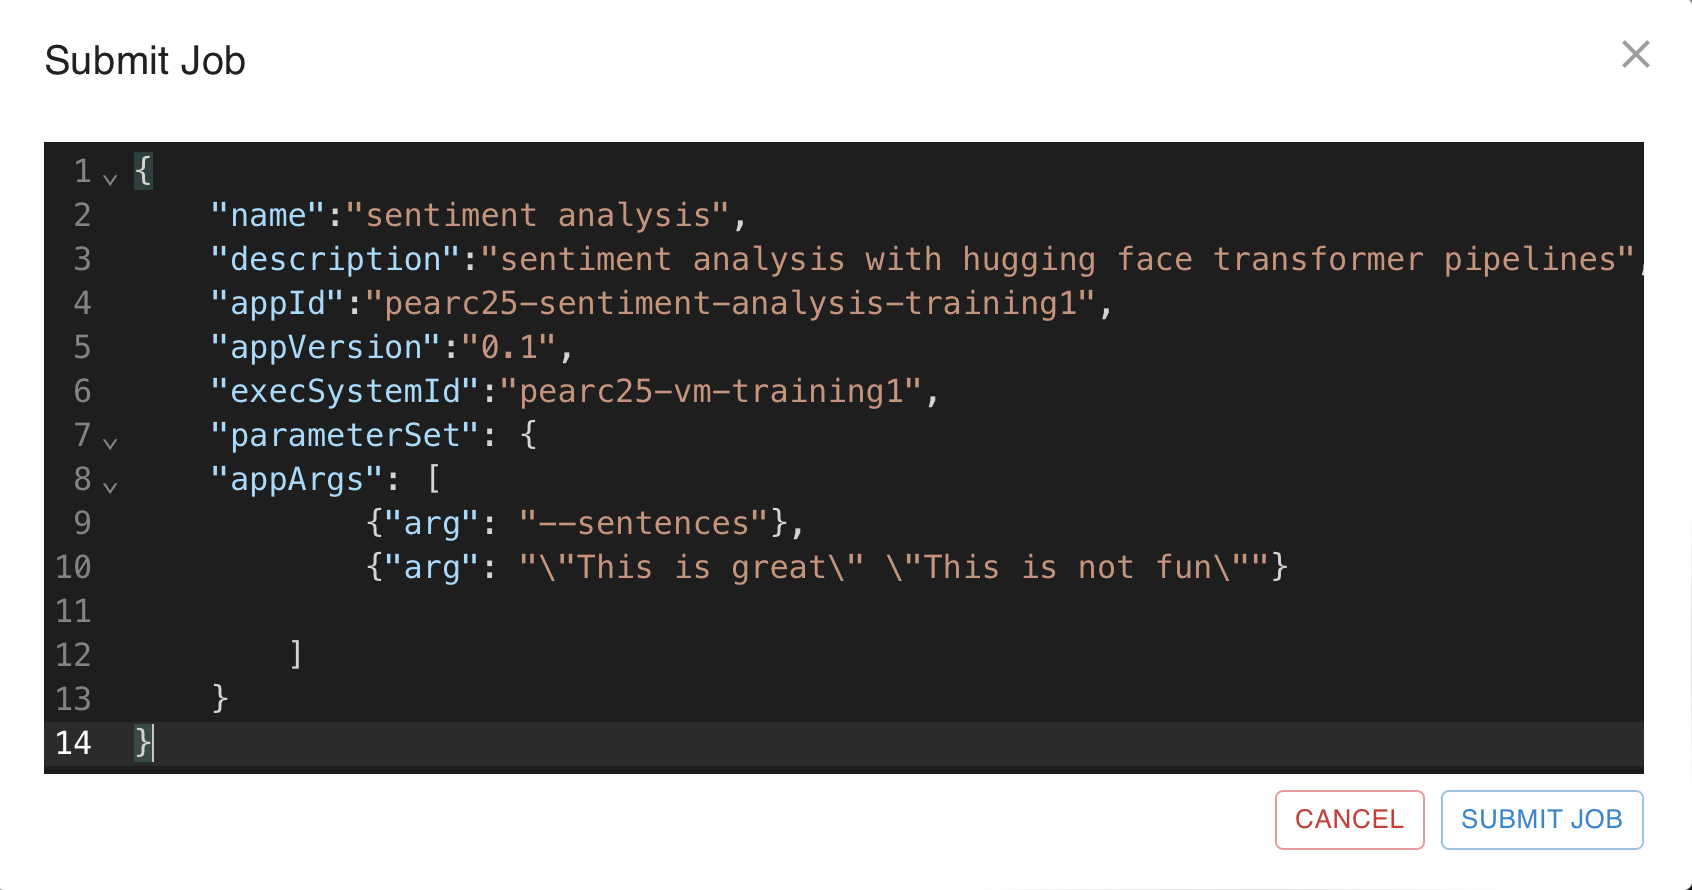 Submit Job
1 {
2 "name":"sentiment analysis",
3 "description":"sentiment analysis with hugging face transformer pipelines",
4 "appId":"pearc25-sentiment-analysis-training1",
5 "appVersion":"0.1",
6 "execSystemId":"pearc25-vm-training1",
7 "parameterSet": {
8 "appArgs": [
9 {"arg": "--sentences"},
10 {"arg": "\"This is great\" \"This is not fun\""}
11
12 ]
13 }
14 }
CANCEL SUBMIT JOB